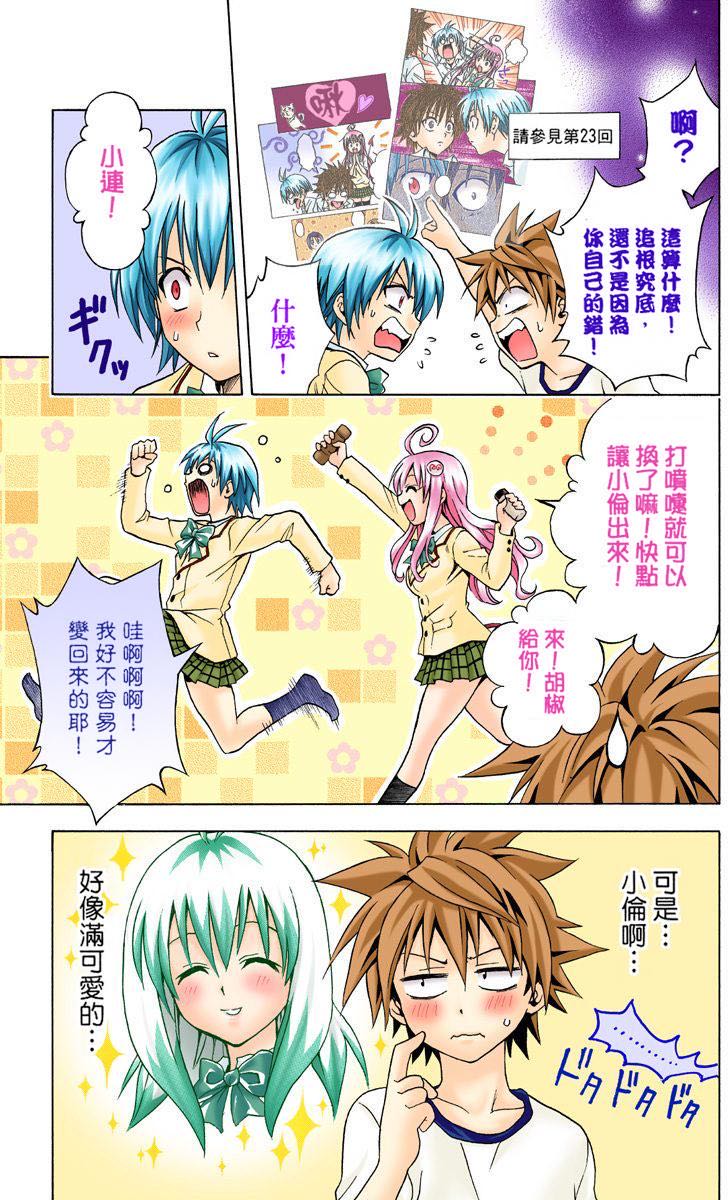 啊？
請參見第23回
這算什麼！
追根究底，
還不是因為
你自己的錯！
什麼！
小連！
ギクッ
打噴嚏就可以
換了嘛！快點
讓小倫出來！
來！胡椒
給你！
哇啊啊啊！
我好不容易才
變回來的耶！
可是…
小倫啊…
………
ドタドタドタ
好像滿可愛的…